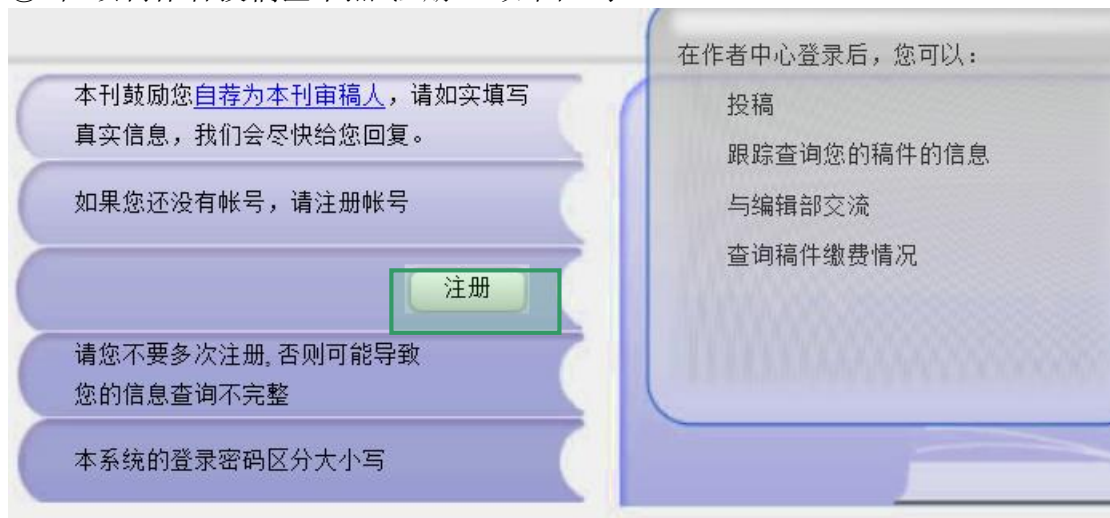 本刊鼓励您自荐为本刊审稿人，请如实填写
真实信息，我们会尽快给您回复。
如果您还没有帐号，请注册帐号
注册
请您不要多次注册,否则可能导致
您的信息查询不完整
本系统的登录密码区分大小写
在作者中心登录后，您可以：
投稿
跟踪查询您的稿件的信息
与编辑部交流
查询稿件缴费情况